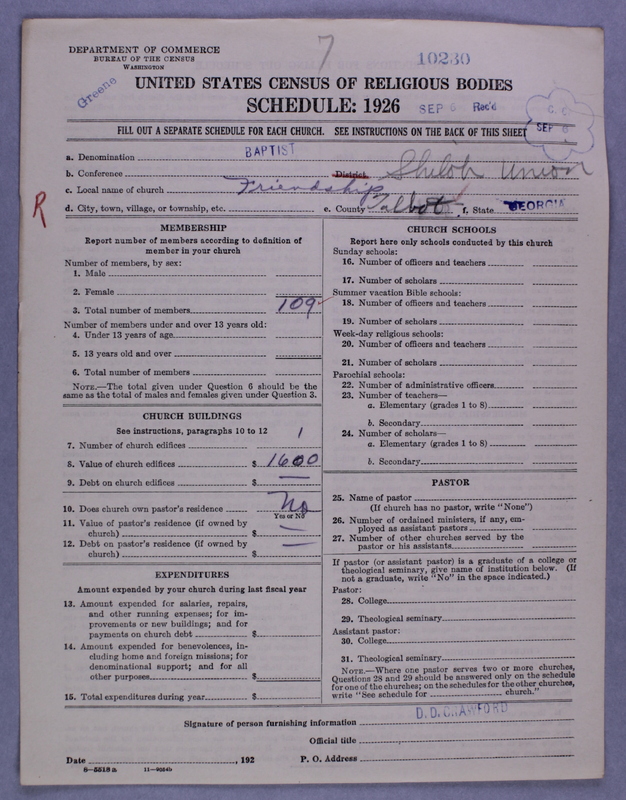 DEPARTMENT OF COMMERCE
BUREAU OF THE CENSUS
WASHINGTON
7
10230
Greene
UNITED STATES CENSUS OF RELIGIOUS BODIES
SCHEDULE: 1926
SEP 6 Rec'd
C. C.
SEP 6
FILL OUT A SEPARATE SCHEDULE FOR EACH CHURCH. SEE INSTRUCTIONS ON THE BACK OF THIS SHEET
a. Denomination BAPTIST
b. Conference District Shiloh Union
c. Local name of church Friendship
R
d. City, town, village, or township, etc. e. County Talbot f. State GEORGIA
MEMBERSHIP
Report number of members according to definition of
member in your church
Number of members, by sex:
1. Male
2. Female
3. Total number of members 109
Number of members under and over 13 years old:
4. Under 13 years of age
5. 13 years old and over
6. Total number of members
NOTE.—The total given under Question 6 should be
the same as the total of males and females given under Question 3.
CHURCH BUILDINGS
See instructions, paragraphs 10 to 12
7. Number of church edifices 1
8. Value of church edifices $ 1600
9. Debt on church edifices $ —
10. Does church own pastor's residence No
Yes or No
11. Value of pastor's residence (if owned by
church) $ —
12. Debt on pastor's residence (if owned by
church) $ —
EXPENDITURES
Amount expended by your church during last fiscal year
13. Amount expended for salaries, repairs,
and other running expenses; for im-
provements or new buildings; and for
payments on church debt $
14. Amount expended for benevolences, in-
cluding home and foreign missions; for
denominational support; and for all
other purposes $
15. Total expenditures during year $
CHURCH SCHOOLS
Report here only schools conducted by this church
Sunday schools:
16. Number of officers and teachers
17. Number of scholars
Summer vacation Bible schools:
18. Number of officers and teachers
19. Number of scholars
Week-day religious schools:
20. Number of officers and teachers
21. Number of scholars
Parochial schools:
22. Number of administrative officers
23. Number of teachers—
a. Elementary (grades 1 to 8)
b. Secondary
24. Number of scholars—
a. Elementary (grades 1 to 8)
b. Secondary
PASTOR
25. Name of pastor
(If church has no pastor, write "None")
26. Number of ordained ministers, if any, em-
ployed as assistant pastors
27. Number of other churches served by the
pastor or his assistants
If pastor (or assistant pastor) is a graduate of a college or
theological seminary, give name of institution below. (If
not a graduate, write "No" in the space indicated.)
Pastor:
28. College
29. Theological seminary
Assistant pastor:
30. College
31. Theological seminary
NOTE.—Where one pastor serves two or more churches,
Questions 28 and 29 should be answered only on the schedule
for one of the churches; on the schedules for the other churches,
write "See schedule for church."
Signature of person furnishing information D. D. CRAWFORD
Official title
Date , 192 P. O. Address
8—5518 a 11—9054b